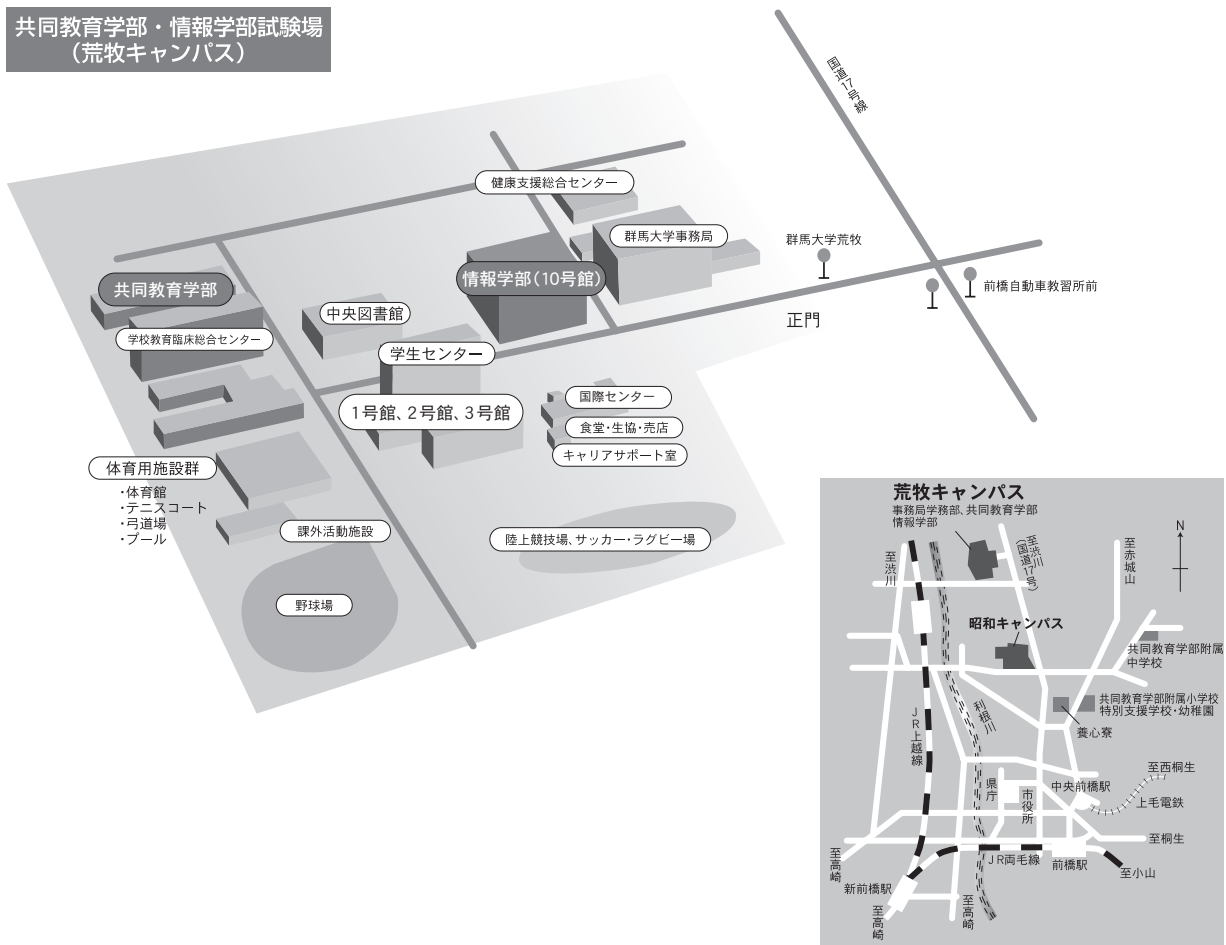 共同教育学部・情報学部試験場
（荒牧キャンパス）
国道17号線
健康支援総合センター
群馬大学事務局
群馬大学荒牧
前橋自動車教習所前
正門
情報学部（10号館）
共同教育学部
学校教育臨床総合センター
中央図書館
学生センター
1号館、2号館、3号館
国際センター
食堂・生協・売店
キャリアサポート室
体育用施設群
・体育館
・テニスコート
・弓道場
・プール
課外活動施設
陸上競技場、サッカー・ラグビー場
野球場
荒牧キャンパス
事務局学務部、共同教育学部
情報学部
N
至渋川
至渋川
（国道17号）
至赤城山
昭和キャンパス
共同教育学部附属
中学校
共同教育学部附属小学校
特別支援学校・幼稚園
養心寮
利根川
JR上越線
至西桐生
中央前橋駅
上毛電鉄
県庁
市役所
至桐生
JR両毛線
前橋駅
至小山
至高崎
新前橋駅
至高崎
至高崎